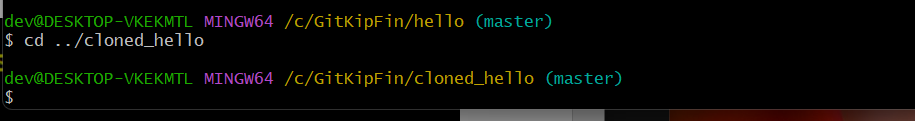 dev@DESKTOP-VKEKMTL MINGW64 /c/GitKipFin/hello (master)
$ cd ../cloned_hello
dev@DESKTOP-VKEKMTL MINGW64 /c/GitKipFin/cloned_hello (master)
$